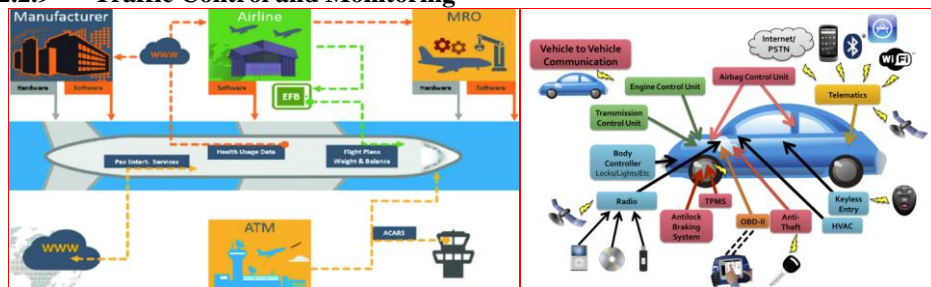 Traffic Control and Monitoring
Manufacturer
Airline
MRO
WWW
Hardware
Software
Software
Hardware
Software
EFB
Health Usage Data
Flight Plans
Weight & Balance
Pas Entert. Services
WWW
ATM
ACARS
Vehicle to Vehicle
Communication
Internet/
PSTN
WiFi
Airbag Control Unit
Engine Control Unit
Telematics
Transmission
Control Unit
Body
Controller
Locks/Lights/Etc
Radio
TPMS
Antilock
Braking
System
OBD-II
Anti-
Theft
HVAC
Keyless
Entry